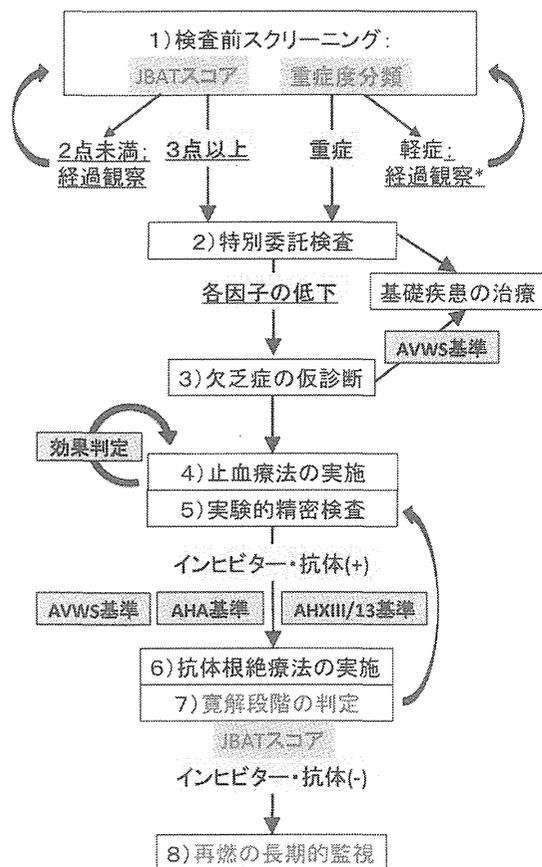 1)検査前スクリーニング:
JBATスコア 重症度分類
2点未満; 3点以上 重症 軽症;
経過観察 経過観察*
2)特別委託検査
各因子の低下 基礎疾患の治療
AVWS基準
3)欠乏症の仮診断
効果判定
4)止血療法の実施
5)実験的精密検査
インヒビター・抗体(+)
AVWS基準 AHA基準 AHXIII/13基準
6)抗体根絶療法の実施
7)寛解段階の判定
JBATスコア
インヒビター・抗体(-)
8)再燃の長期的監視